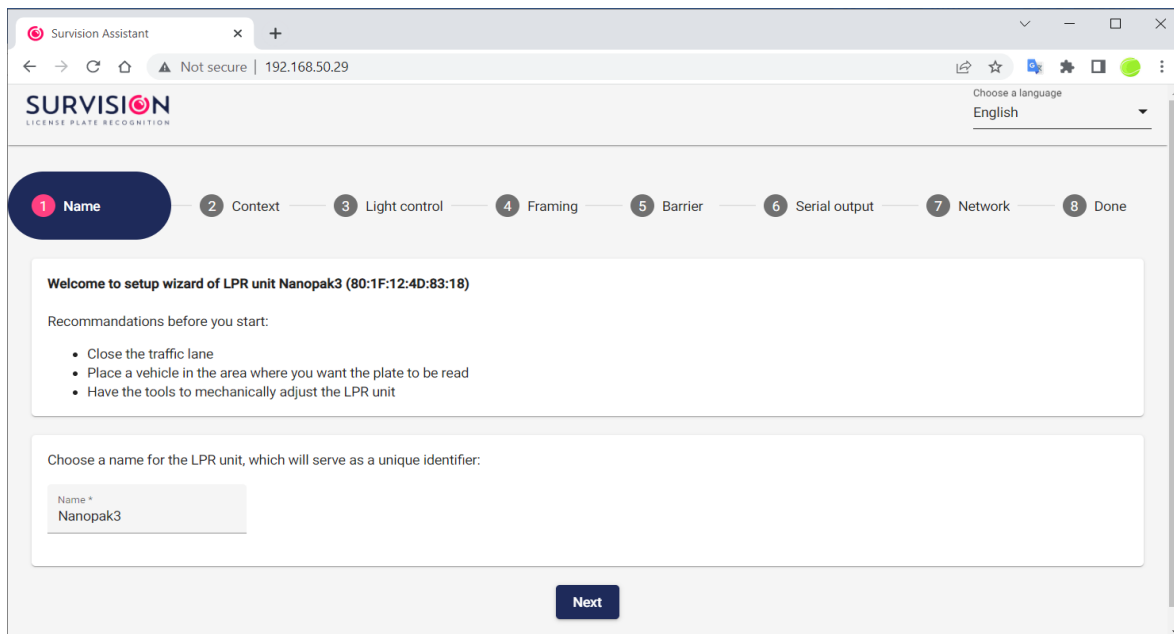 Survision Assistant
Not secure | 192.168.50.29
SURVISION
LICENSE PLATE RECOGNITION
Choose a language
English
1 Name
2 Context
3 Light control
4 Framing
5 Barrier
6 Serial output
7 Network
8 Done
Welcome to setup wizard of LPR unit Nanopak3 (80:1F:12:4D:83:18)
Recommandations before you start:
• Close the traffic lane
• Place a vehicle in the area where you want the plate to be read
• Have the tools to mechanically adjust the LPR unit
Choose a name for the LPR unit, which will serve as a unique identifier:
Name *
Nanopak3
Next